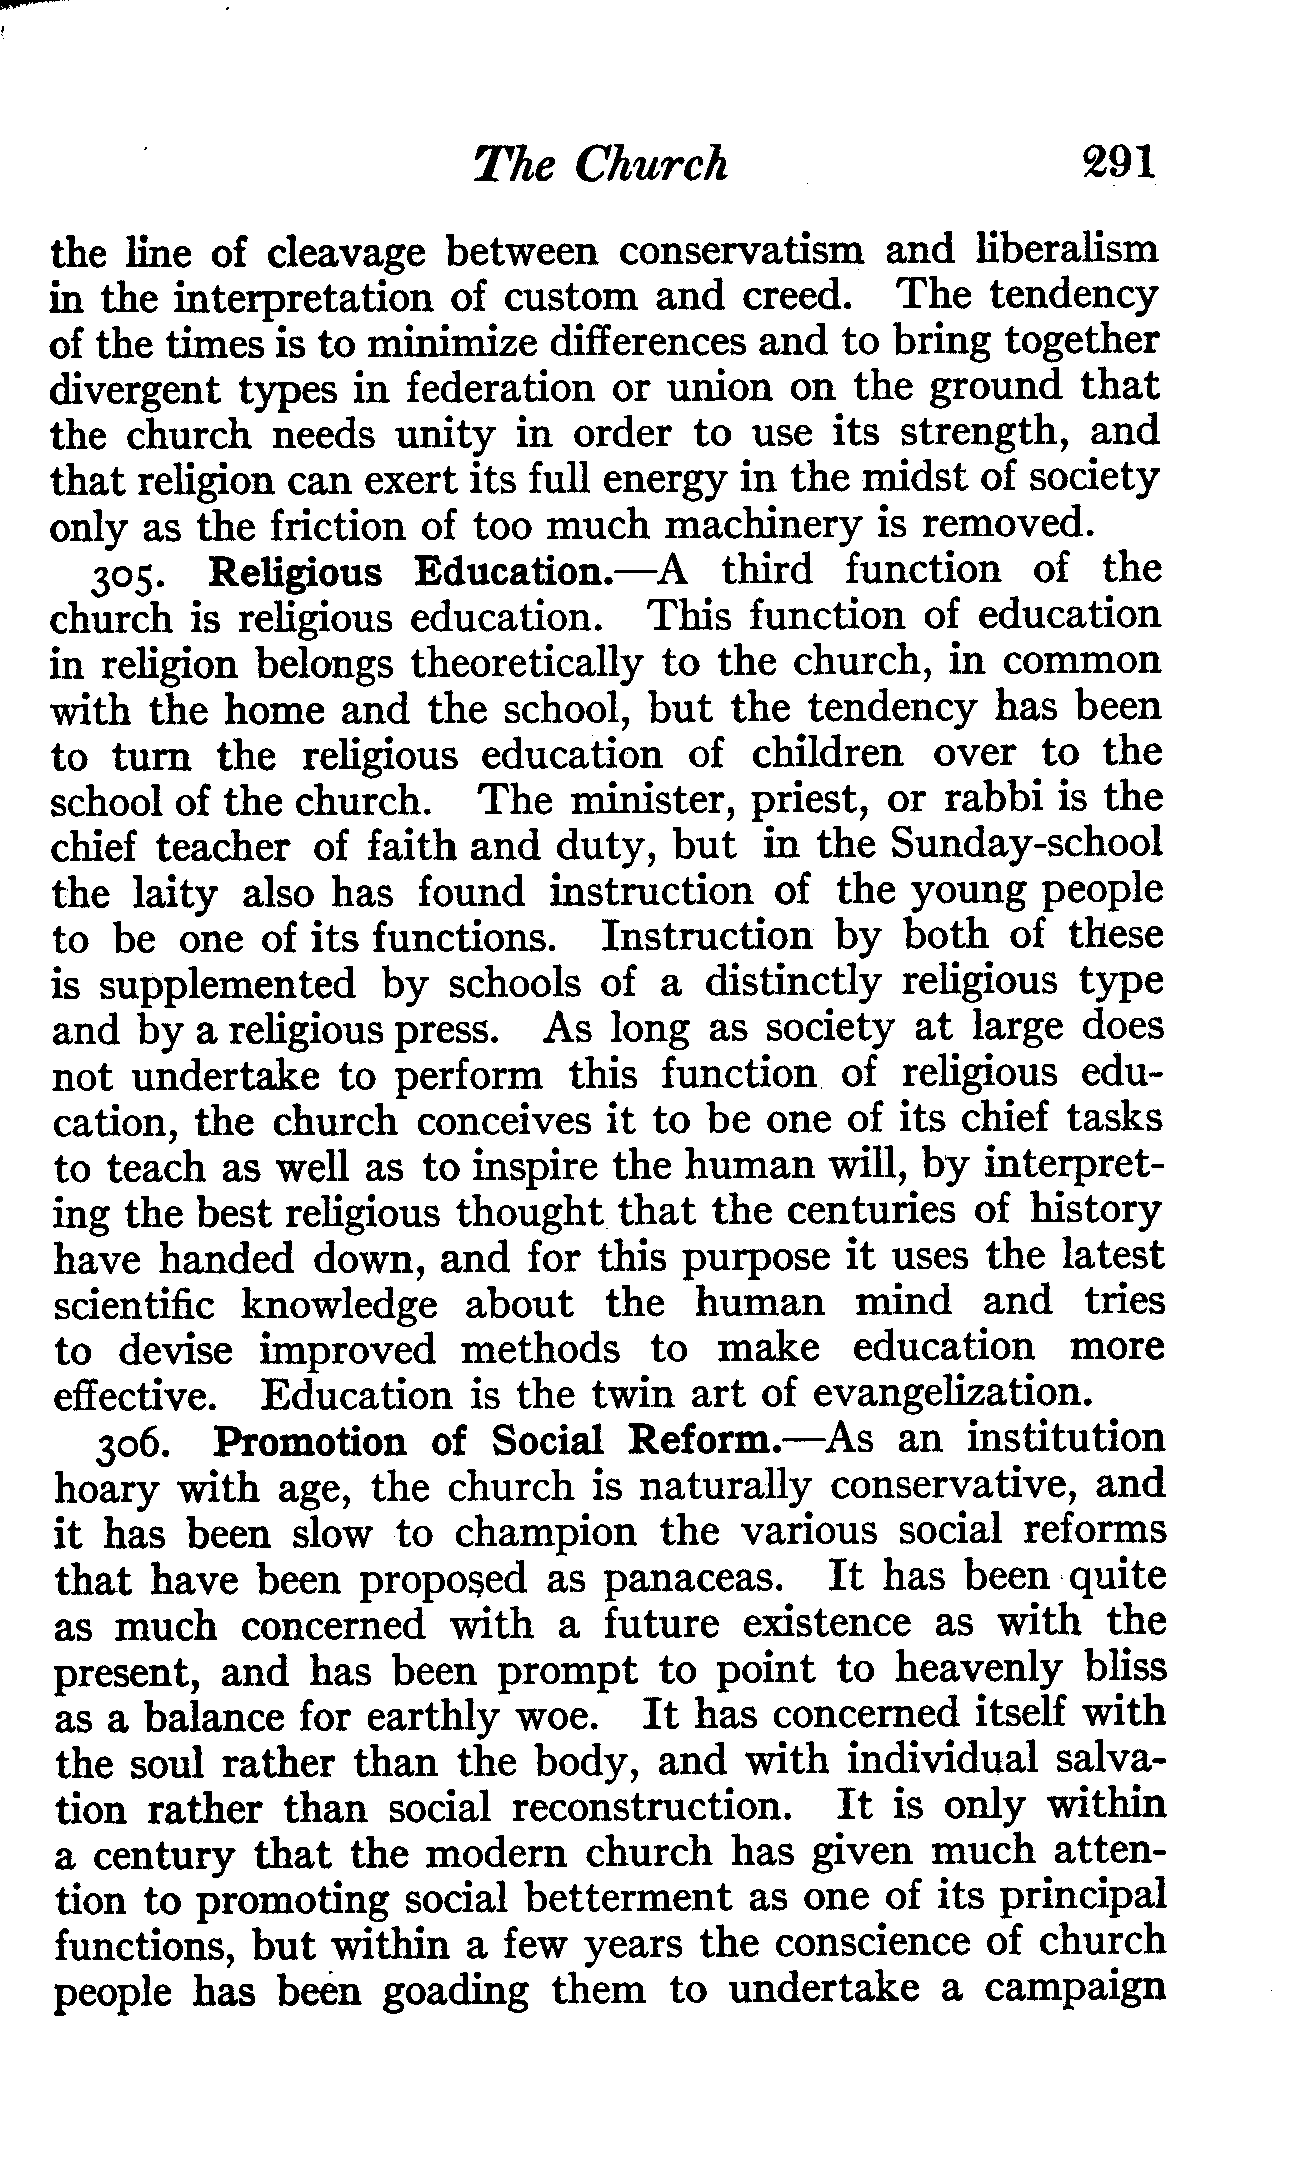 The Church 291
the line of cleavage between conservatism and liberalism
in the interpretation of custom and creed. The tendency
of the times is to minimize differences and to bring together
divergent types in federation or union on the ground that
the church needs unity in order to use its strength, and
that religion can exert its full energy in the midst of society
only as the friction of too much machinery is removed.
305. Religious Education.—A third function of the
church is religious education. This function of education
in religion belongs theoretically to the church, in common
with the home and the school, but the tendency has been
to turn the religious education of children over to the
school of the church. The minister, priest, or rabbi is the
chief teacher of faith and duty, but in the Sunday-school
the laity also has found instruction of the young people
to be one of its functions. Instruction by both of these
is supplemented by schools of a distinctly religious type
and by a religious press. As long as society at large does
not undertake to perform this function of religious edu-
cation, the church conceives it to be one of its chief tasks
to teach as well as to inspire the human will, by interpret-
ing the best religious thought that the centuries of history
have handed down, and for this purpose it uses the latest
scientific knowledge about the human mind and tries
to devise improved methods to make education more
effective. Education is the twin art of evangelization.
306. Promotion of Social Reform.—As an institution
hoary with age, the church is naturally conservative, and
it has been slow to champion the various social reforms
that have been proposed as panaceas. It has been quite
as much concerned with a future existence as with the
present, and has been prompt to point to heavenly bliss
as a balance for earthly woe. It has concerned itself with
the soul rather than the body, and with individual salva-
tion rather than social reconstruction. It is only within
a century that the modern church has given much atten-
tion to promoting social betterment as one of its principal
functions, but within a few years the conscience of church
people has been goading them to undertake a campaign